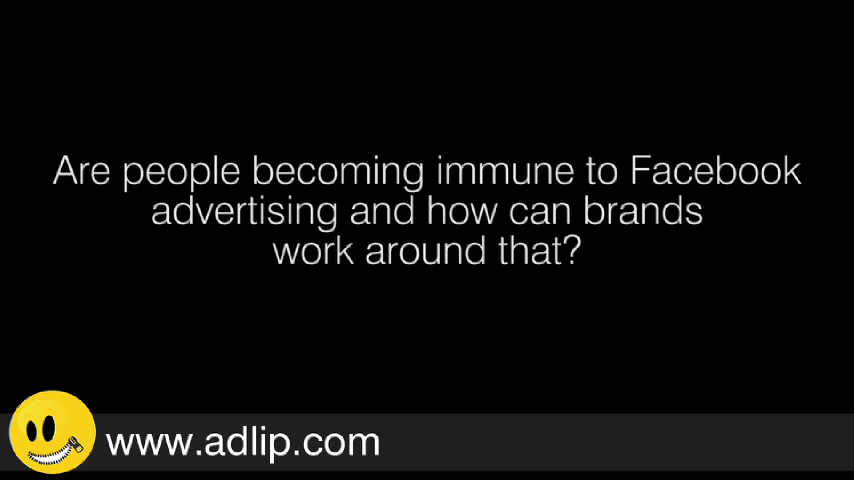 Are people becoming immune to Facebook
advertising and how can brands
work around that?
www.adlip.com